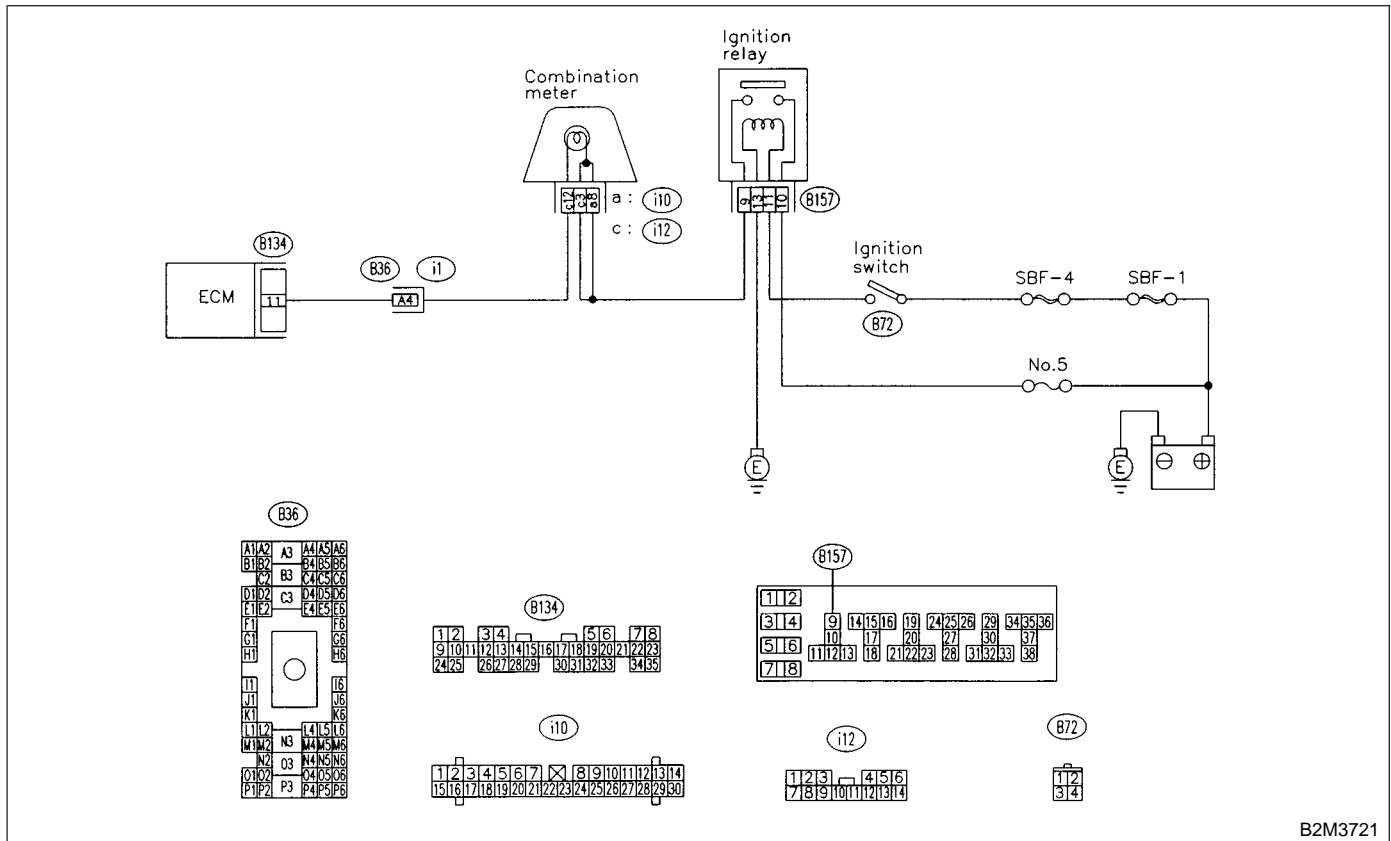 Ignition
relay
Combination
meter
c12 c3 a8
a : i10
c : i12
9 13 11 10
B157
B134
ECM
11
B36 i1
A4
Ignition
switch
B72
SBF-4 SBF-1
No.5
E
E
⊖ ⊕
B36
A1 A2 A3 A4 A5 A6
B1 B2 B4 B5 B6
C2 B3 C4 C5 C6
D1 D2 C3 D4 D5 D6
E1 E2 E4 E5 E6
F1 F6
G1 G6
H1 H6
I1 I6
J1 J6
K1 K6
L1 L2 L4 L5 L6
M1 M2 N3 M4 M5 M6
N2 O3 N4 N5 N6
O1 O2 O4 O5 O6
P1 P2 P3 P4 P5 P6
B134
1 2 3 4 5 6 7 8
9 10 11 12 13 14 15 16 17 18 19 20 21 22 23
24 25 26 27 28 29 30 31 32 33 34 35
B157
1 2
3 4 9 14 15 16 19 24 25 26 29 34 35 36
10 17 20 27 30 37
5 6 11 12 13 18 21 22 23 28 31 32 33 38
7 8
i10
1 2 3 4 5 6 7 8 9 10 11 12 13 14
15 16 17 18 19 20 21 22 23 24 25 26 27 28 29 30
i12
1 2 3 4 5 6
7 8 9 10 11 12 13 14
B72
1 2
3 4
B2M3721